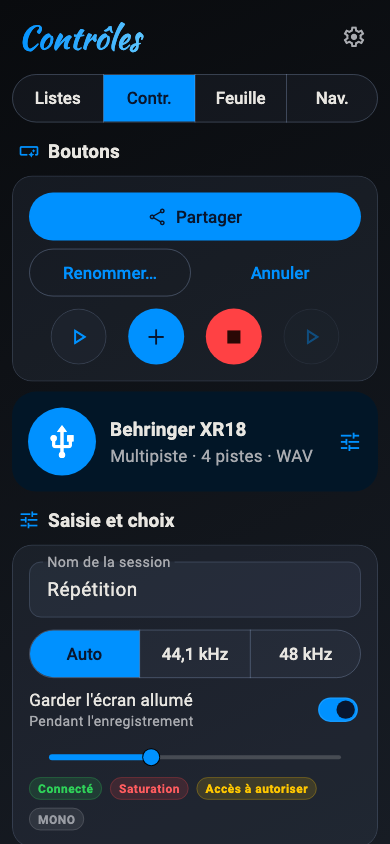 Contrôles
Listes Contr. Feuille Nav.
Boutons
Partager
Renommer... Annuler
Behringer XR18
Multipiste · 4 pistes · WAV
Saisie et choix
Nom de la session
Répétition
Auto 44,1 kHz 48 kHz
Garder l'écran allumé
Pendant l'enregistrement
Connecté Saturation Accès à autoriser
MONO